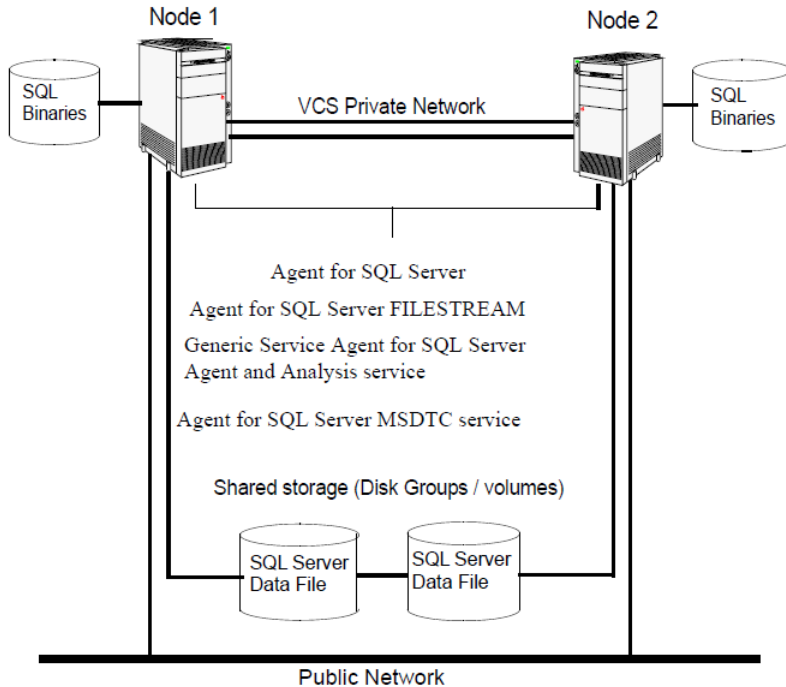 Node 1
Node 2
SQL
Binaries
VCS Private Network
SQL
Binaries
Agent for SQL Server
Agent for SQL Server FILESTREAM
Generic Service Agent for SQL Server
Agent and Analysis service
Agent for SQL Server MSDTC service
Shared storage (Disk Groups / volumes)
SQL Server
Data File
SQL Server
Data File
Public Network